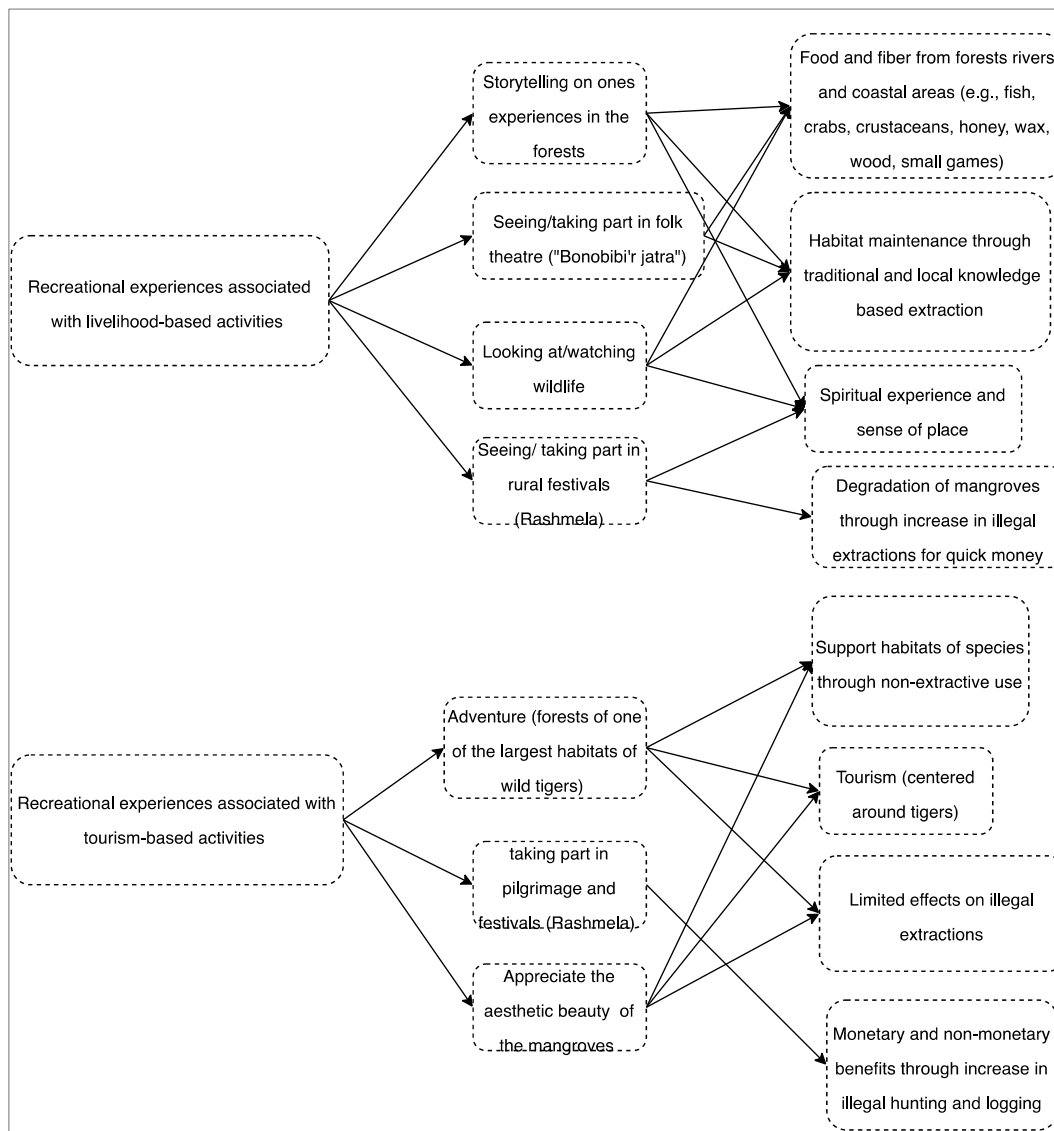 Food and fiber from forests rivers
and coastal areas (e.g., fish,
crabs, crustaceans, honey, wax,
wood, small games)
Storytelling on ones
experiences in the
forests
Seeing/taking part in folk
theatre ("Bonobibi'r jatra")
Habitat maintenance through
traditional and local knowledge
based extraction
Recreational experiences associated
with livelihood-based activities
Looking at/watching
wildlife
Spiritual experience and
sense of place
Seeing/ taking part in
rural festivals
(Rashmela)
Degradation of mangroves
through increase in illegal
extractions for quick money
Support habitats of species
through non-extractive use
Adventure (forests of one
of the largest habitats of
wild tigers)
Tourism (centered
around tigers)
Recreational experiences associated with
tourism-based activities
taking part in
pilgrimage and
festivals (Rashmela)
Limited effects on illegal
extractions
Appreciate the
aesthetic beauty of
the mangroves
Monetary and non-monetary
benefits through increase in
illegal hunting and logging